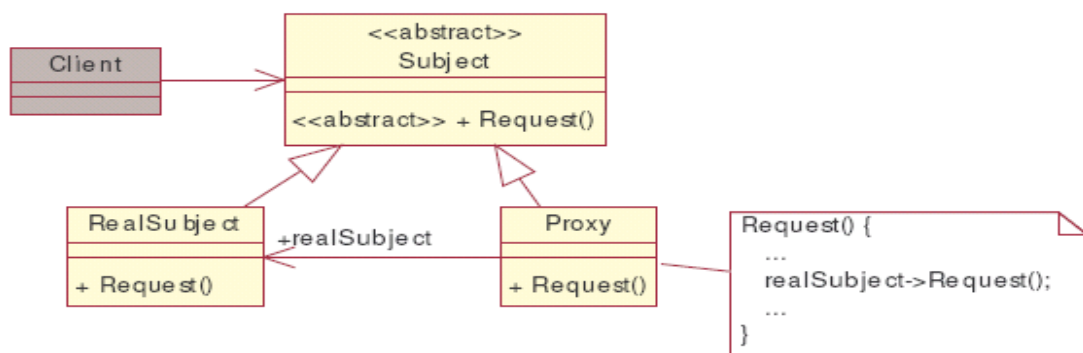 <<abstract>>
Subject
Client
<<abstract>> + Request()
RealSubject
+realSubject
Proxy
+ Request()
+ Request()
Request() {
...
realSubject->Request();
...
}